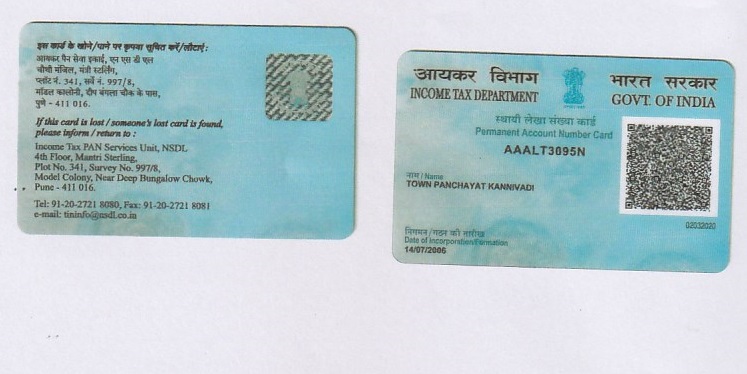 इस कार्ड के खोने/पाने पर कृपया सूचित करें/लौटाएं :
आयकर पैन सेवा इकाई, एन एस डी एल
चौथी मंजिल, मंत्री स्टर्लिंग,
प्लॉट नं. 341, सर्वे नं. 997/8,
मॉडल कालोनी, दीप बंगला चौक के पास,
पुणे - 411 016.
If this card is lost / someone's lost card is found,
please inform / return to :
Income Tax PAN Services Unit, NSDL
4th Floor, Mantri Sterling,
Plot No. 341, Survey No. 997/8,
Model Colony, Near Deep Bungalow Chowk,
Pune - 411 016.
Tel: 91-20-2721 8080, Fax: 91-20-2721 8081
e-mail: tininfo@nsdl.co.in
आयकर विभाग
INCOME TAX DEPARTMENT
भारत सरकार
GOVT. OF INDIA
स्थायी लेखा संख्या कार्ड
Permanent Account Number Card
AAALT3095N
नाम / Name
TOWN PANCHAYAT KANNIVADI
02032020
निगमन/गठन की तारीख
Date of Incorporation/Formation
14/07/2006